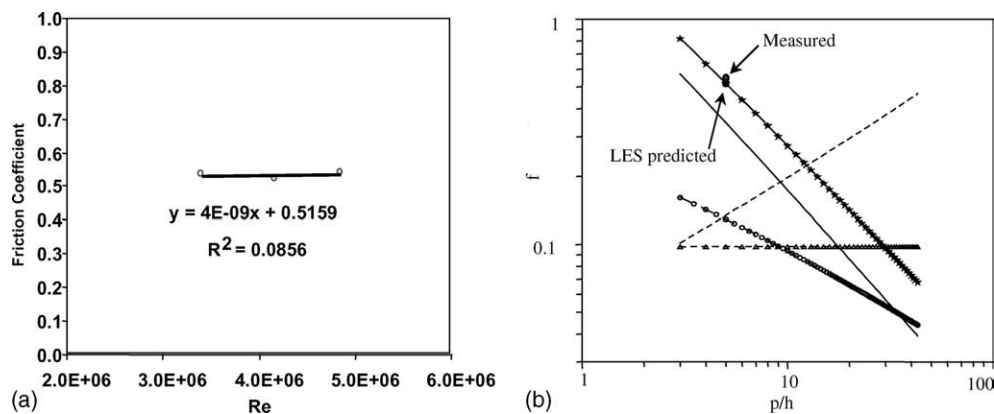 1.0
0.9
0.8
0.7
0.6
0.5
0.4
0.3
0.2
0.1
0.0
Friction Coefficient
y = 4E-09x + 0.5159
R2 = 0.0856
2.0E+06 3.0E+06 4.0E+06 5.0E+06 6.0E+06
Re
(a)
1
0.1
f
Measured
LES predicted
1 10 100
p/h
(b)